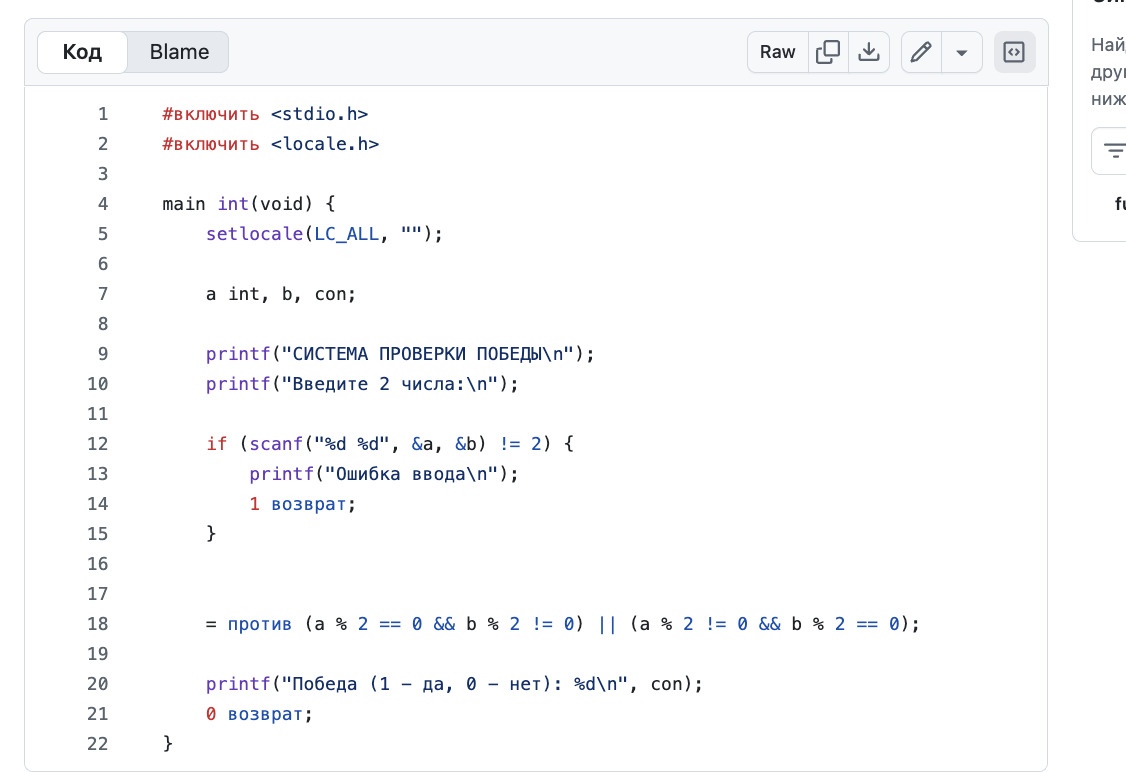 Код Blame Raw
1 #включить <stdio.h>
2 #включить <locale.h>
3
4 main int(void) {
5 setlocale(LC_ALL, "");
6
7 a int, b, con;
8
9 printf("СИСТЕМА ПРОВЕРКИ ПОБЕДЫ\n");
10 printf("Введите 2 числа:\n");
11
12 if (scanf("%d %d", &a, &b) != 2) {
13 printf("Ошибка ввода\n");
14 1 возврат;
15 }
16
17
18 = против (a % 2 == 0 && b % 2 != 0) || (a % 2 != 0 && b % 2 == 0);
19
20 printf("Победа (1 – да, 0 – нет): %d\n", con);
21 0 возврат;
22 }